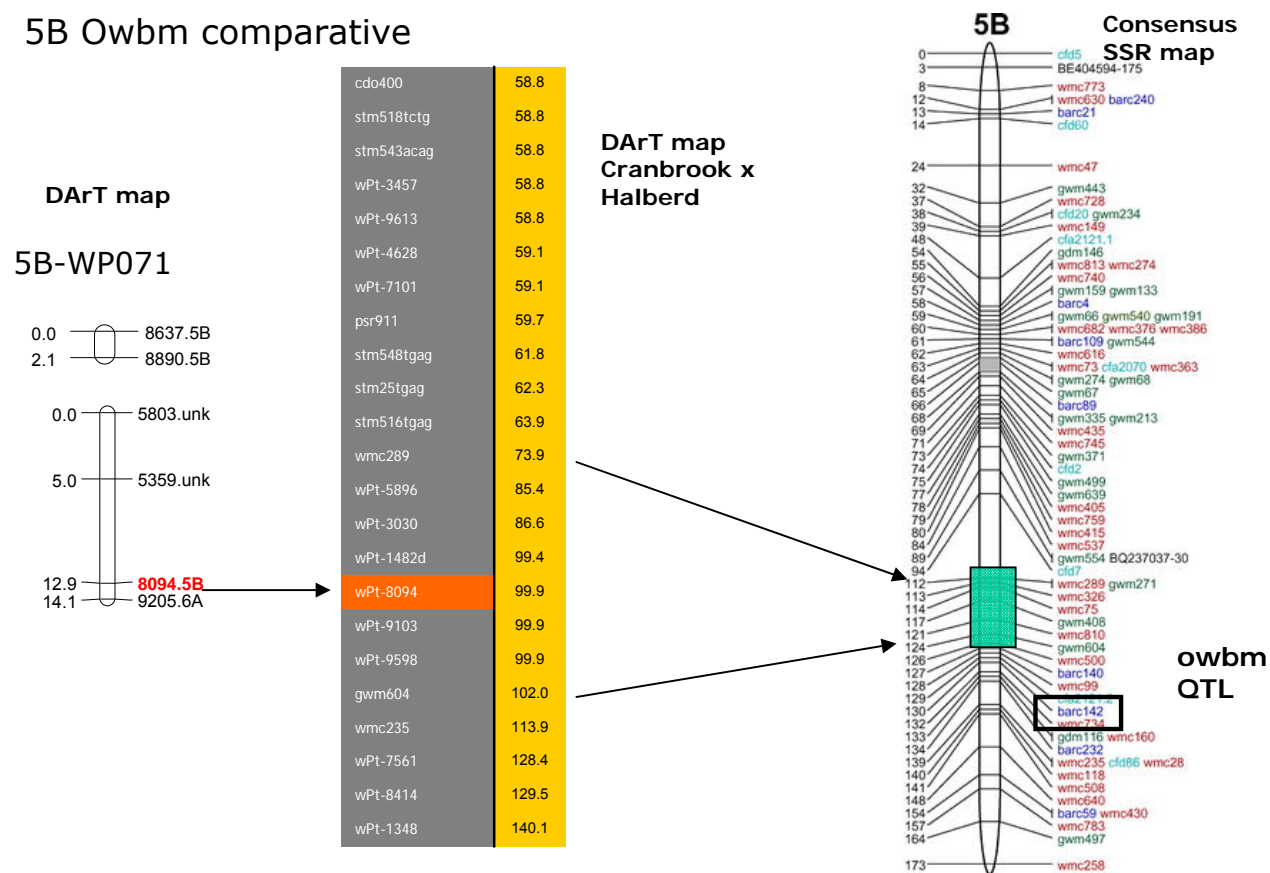 5B Owbm comparative
DArT map
5B-WP071
0.0 8637.5B
2.1 8890.5B
0.0 5803.unk
5.0 5359.unk
12.9 8094.5B
14.1 9205.6A
cdo400 58.8
stm518tctg 58.8
stm543acag 58.8
wPt-3457 58.8
wPt-9613 58.8
wPt-4628 59.1
wPt-7101 59.1
psr911 59.7
stm548tgag 61.8
stm25tgag 62.3
stm516tgag 63.9
wmc289 73.9
wPt-5896 85.4
wPt-3030 86.6
wPt-1482d 99.4
wPt-8094 99.9
wPt-9103 99.9
wPt-9598 99.9
gwm604 102.0
wmc235 113.9
wPt-7561 128.4
wPt-8414 129.5
wPt-1348 140.1
DArT map
Cranbrook x
Halberd
5B
Consensus
SSR map
0 cfd5
3 BE404594-175
8 wmc773
12 wmc630 barc240
13 barc21
14 cfd60
24 wmc47
32 gwm443
37 wmc728
38 cfd20 gwm234
39 wmc149
48 cfa2121.1
54 gdm146
55 wmc813 wmc274
56 wmc740
57 gwm159 gwm133
58 barc4
59 gwm66 gwm540 gwm191
60 wmc682 wmc376 wmc386
61 barc109 gwm544
62 wmc616
63 wmc73 cfa2070 wmc363
64 gwm274 gwm68
65 gwm67
66 barc89
68 gwm335 gwm213
69 wmc435
71 wmc745
73 gwm371
74 cfd2
75 gwm499
77 gwm639
78 wmc405
79 wmc759
80 wmc415
84 wmc537
89 gwm554 BQ237037-30
94 cfd7
112 wmc289 gwm271
113 wmc326
114 wmc75
117 gwm408
121 wmc810
124 gwm604
126 wmc500
127 barc140
128 wmc99
129 cfa2121.2
130 barc142
132 wmc734
133 gdm116 wmc160
134 barc232
139 wmc235 cfd86 wmc28
140 wmc118
141 wmc508
148 wmc640
154 barc59 wmc430
157 wmc783
164 gwm497
173 wmc258
owbm
QTL